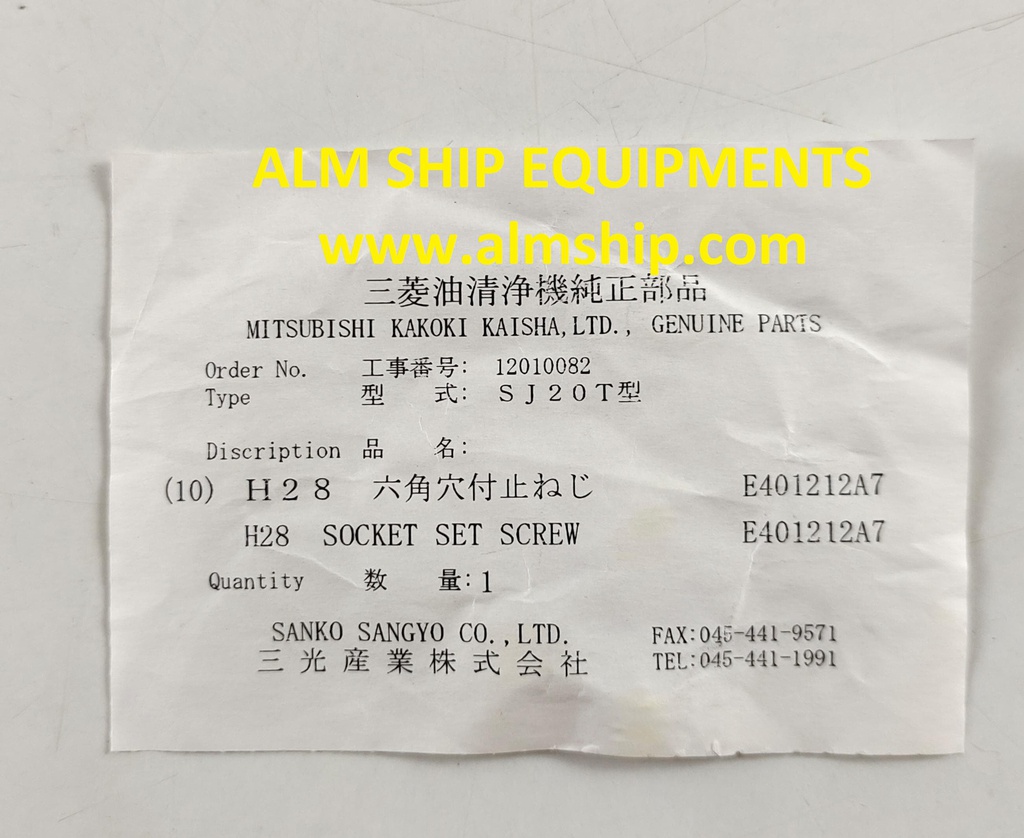 ALM SHIP EQUIPMENTS
www.almship.com
三菱油清浄機純正部品
MITSUBISHI KAKOKI KAISHA,LTD., GENUINE PARTS
Order No. 工事番号: 12010082
Type 型 式: ＳＪ２０Ｔ型
Discription 品 名:
(10) Ｈ２８ 六角穴付止ねじ E401212A7
H28 SOCKET SET SCREW E401212A7
Quantity 数 量:1
SANKO SANGYO CO.,LTD. FAX:045-441-9571
三光産業株式会社 TEL:045-441-1991